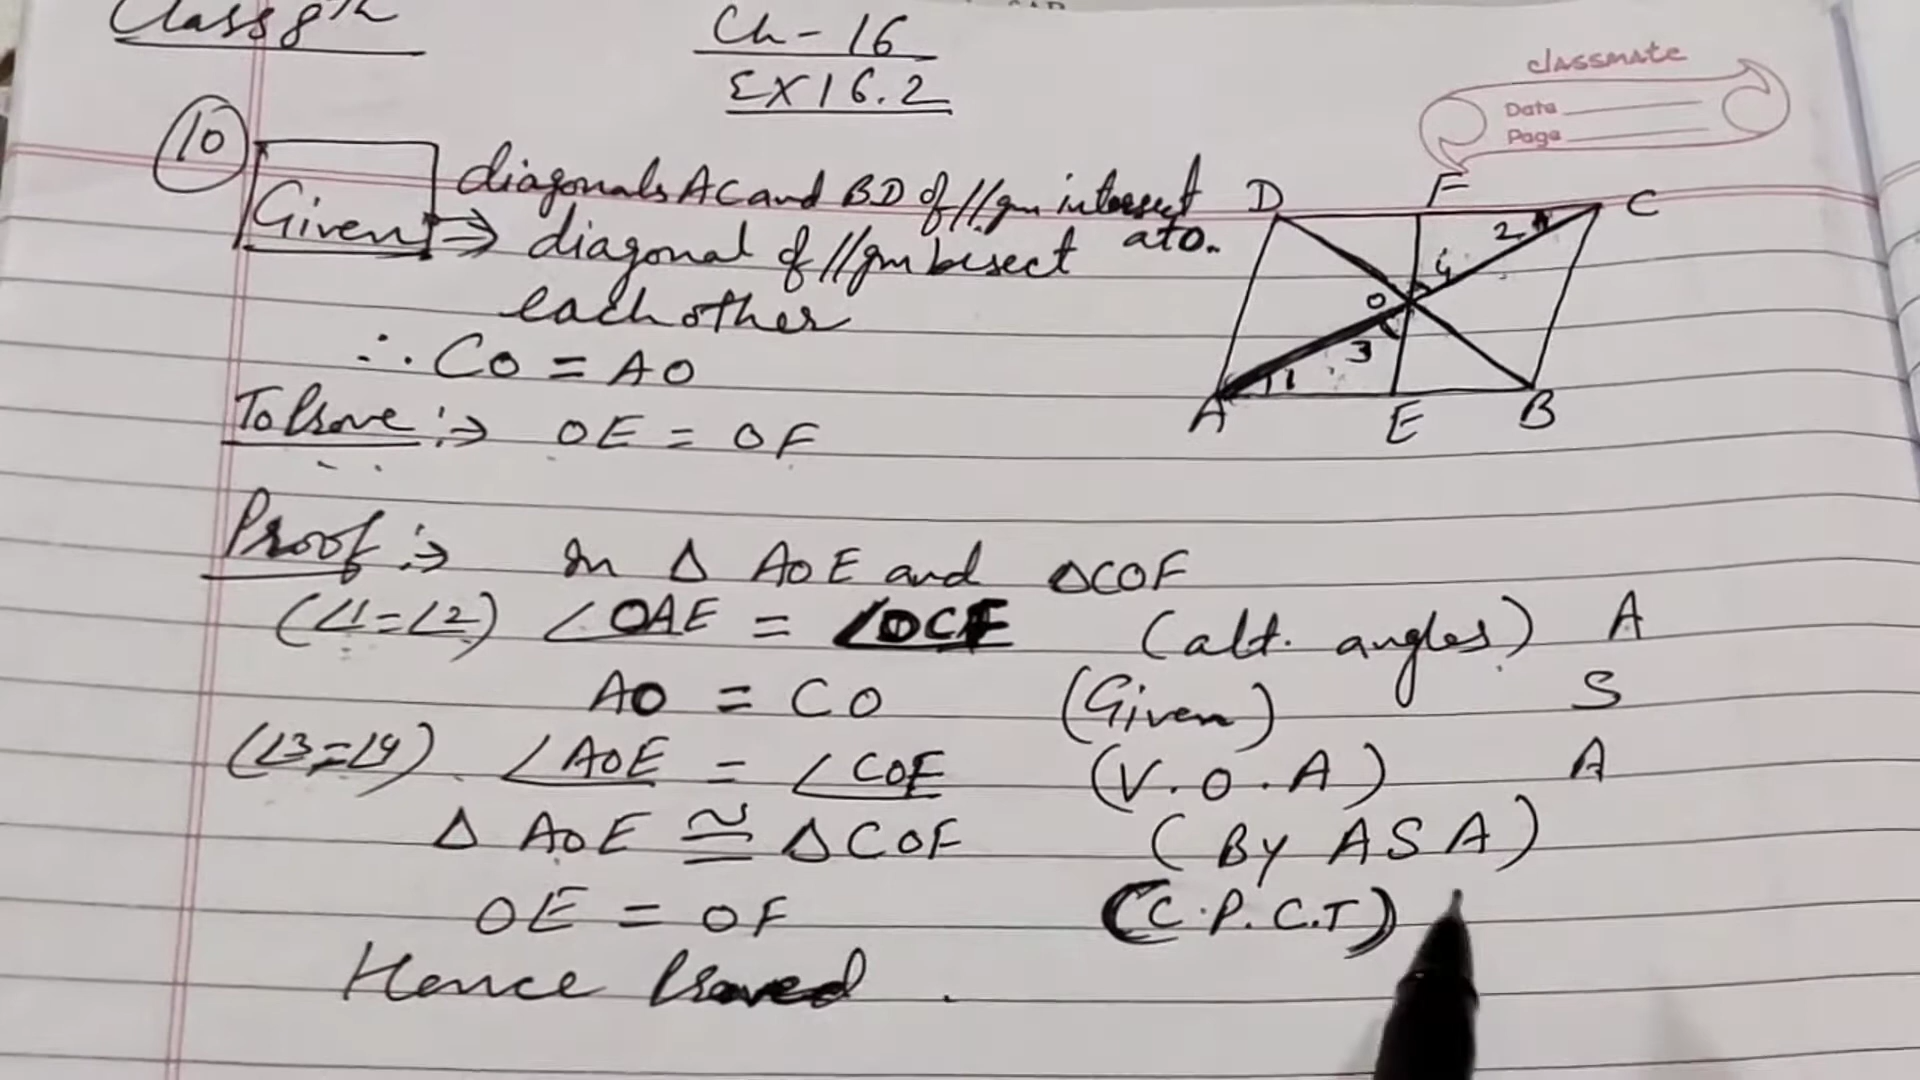 Class 8th
Ch - 16
EX 16.2
classmate
Date
Page
(10)
diagonals AC and BD of //gm intersect at O.
Given ⇒ diagonal of //gm bisect
each other
∴ CO = AO
To Prove :→ OE = OF
D F C
2
4
O
3
1
A E B
Proof :→ In Δ AOE and ΔCOF
(∠1=∠2) ∠OAE = ∠OCF (alt. angles) A
AO = CO (Given) S
(∠3=∠4) ∠AOE = ∠COF (V.O.A) A
Δ AOE ≅ Δ COF (By ASA)
OE = OF (C.P.C.T)
Hence Proved .